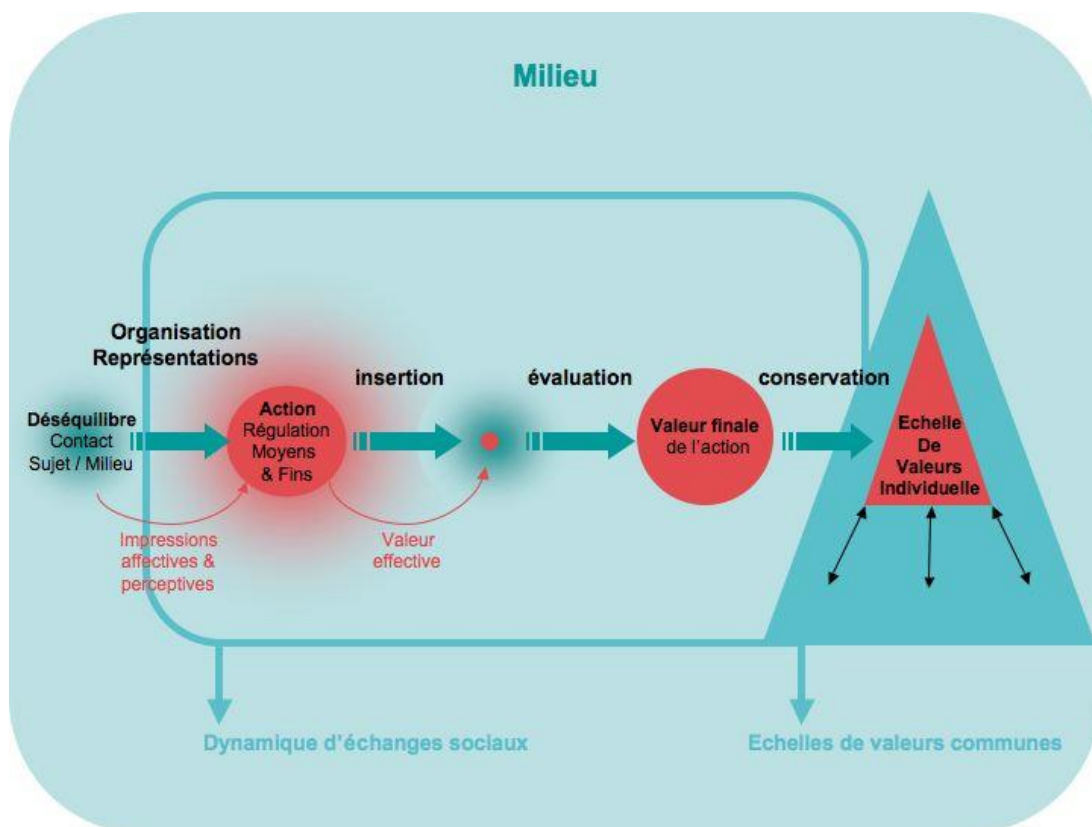 Milieu
Organisation
Représentations
Déséquilibre
Contact
Sujet / Milieu
Impressions
affectives &
perceptives
Action
Régulation
Moyens
& Fins
insertion
Valeur
effective
évaluation
Valeur finale
de l'action
conservation
Echelle
De
Valeurs
Individuelle
Dynamique d'échanges sociaux
Echelles de valeurs communes